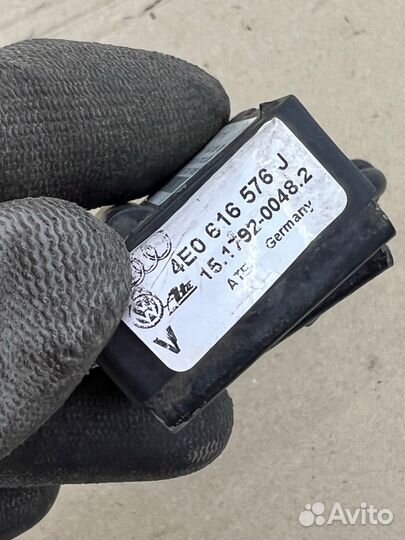 4E0 616 576 J
15.1792-0048.2
ATE Germany
V
Avito